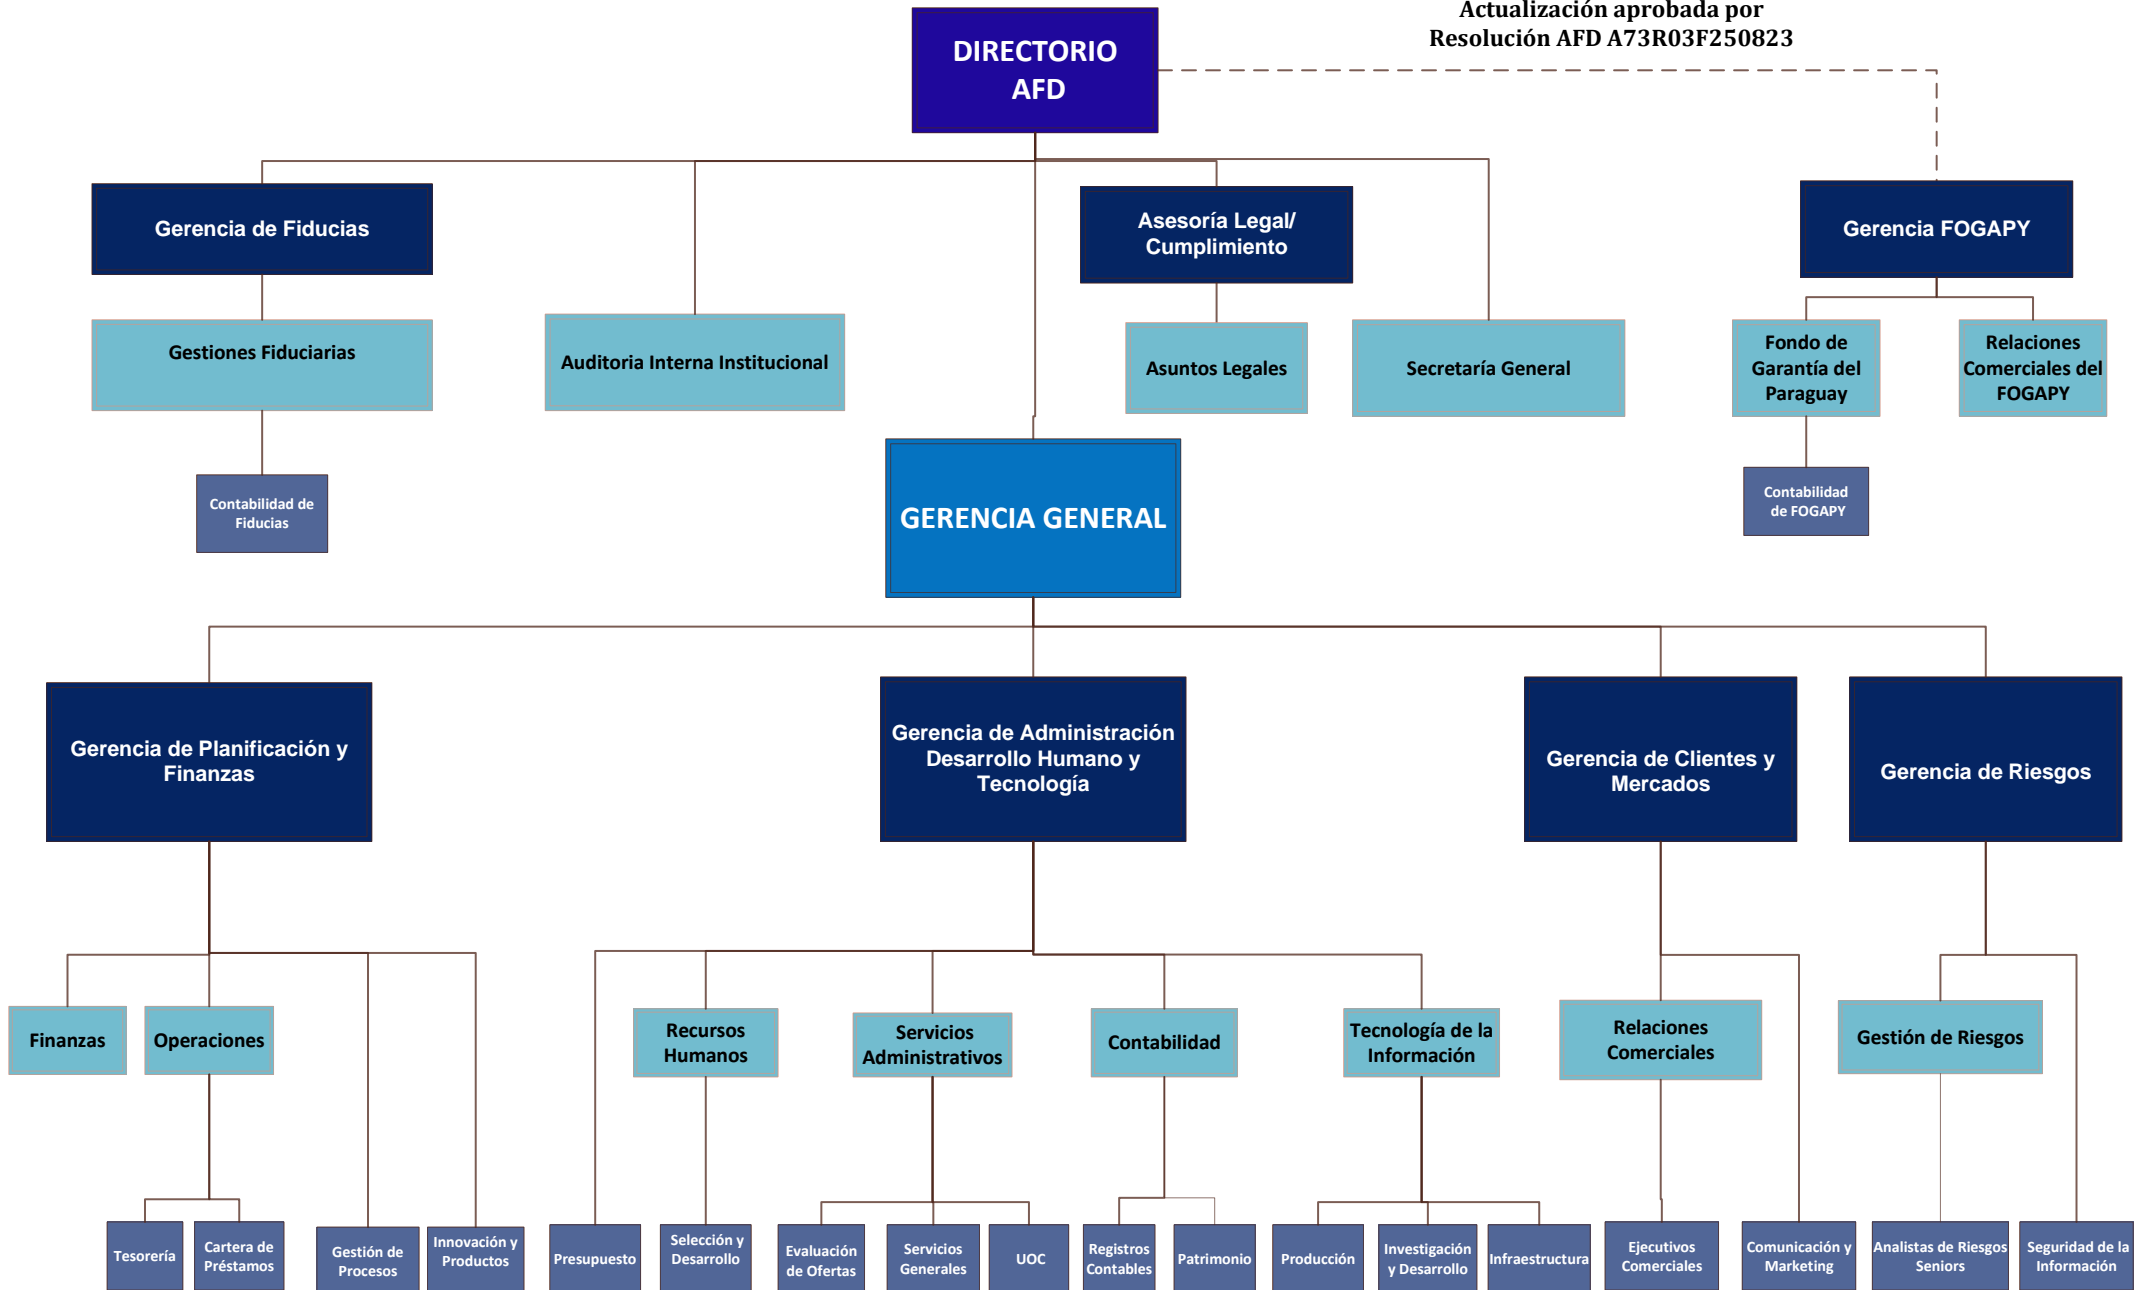 Actualización aprobada por
Resolución AFD A73R03F250823
DIRECTORIO
AFD
Gerencia de Fiducias
Asesoría Legal/
Cumplimiento
Gerencia FOGAPY
Gestiones Fiduciarias
Auditoria Interna Institucional
Asuntos Legales
Secretaría General
Fondo de
Garantía del
Paraguay
Relaciones
Comerciales del
FOGAPY
Contabilidad de
Fiducias
GERENCIA GENERAL
Contabilidad
de FOGAPY
Gerencia de Planificación y
Finanzas
Gerencia de Administración
Desarrollo Humano y
Tecnología
Gerencia de Clientes y
Mercados
Gerencia de Riesgos
Finanzas
Operaciones
Recursos
Humanos
Servicios
Administrativos
Contabilidad
Tecnología de la
Información
Relaciones
Comerciales
Gestión de Riesgos
Tesorería
Cartera de
Préstamos
Gestión de
Procesos
Innovación y
Productos
Presupuesto
Selección y
Desarrollo
Evaluación
de Ofertas
Servicios
Generales
UOC
Registros
Contables
Patrimonio
Producción
Investigación
y Desarrollo
Infraestructura
Ejecutivos
Comerciales
Comunicación y
Marketing
Analistas de Riesgos
Seniors
Seguridad de la
Información